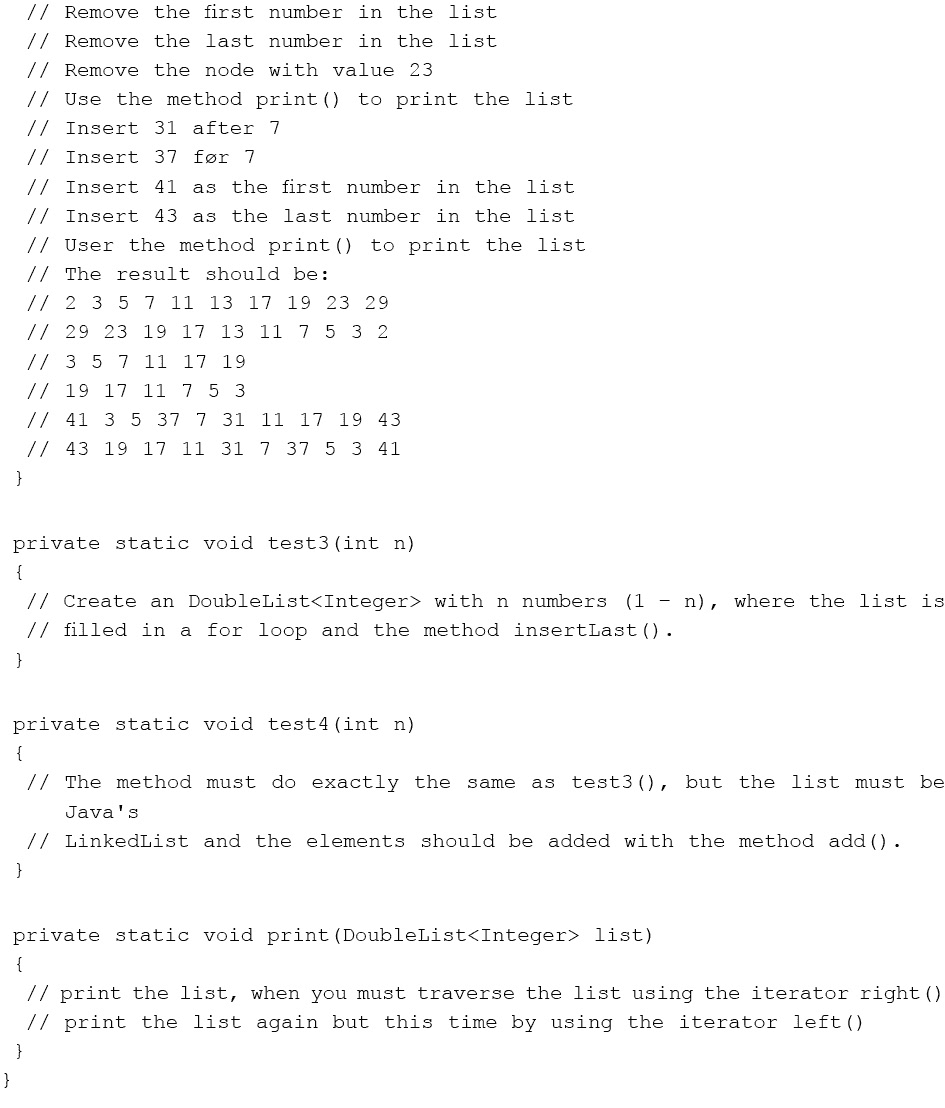 // Remove the first number in the list
// Remove the last number in the list
// Remove the node with value 23
// Use the method print() to print the list
// Insert 31 after 7
// Insert 37 før 7
// Insert 41 as the first number in the list
// Insert 43 as the last number in the list
// User the method print() to print the list
// The result should be:
// 2 3 5 7 11 13 17 19 23 29
// 29 23 19 17 13 11 7 5 3 2
// 3 5 7 11 17 19
// 19 17 11 7 5 3
// 41 3 5 37 7 31 11 17 19 43
// 43 19 17 11 31 7 37 5 3 41
}
private static void test3(int n)
{
// Create an DoubleList<Integer> with n numbers (1 – n), where the list is
// filled in a for loop and the method insertLast().
}
private static void test4(int n)
{
// The method must do exactly the same as test3(), but the list must be
Java's
// LinkedList and the elements should be added with the method add().
}
private static void print(DoubleList<Integer> list)
{
// print the list, when you must traverse the list using the iterator right()
// print the list again but this time by using the iterator left()
}
}